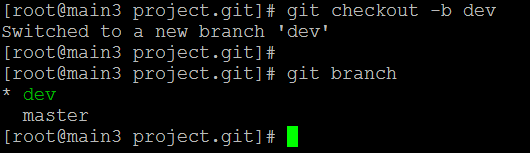 [root@main3 project.git]# git checkout -b dev
Switched to a new branch 'dev'
[root@main3 project.git]#
[root@main3 project.git]# git branch
* dev
  master
[root@main3 project.git]#